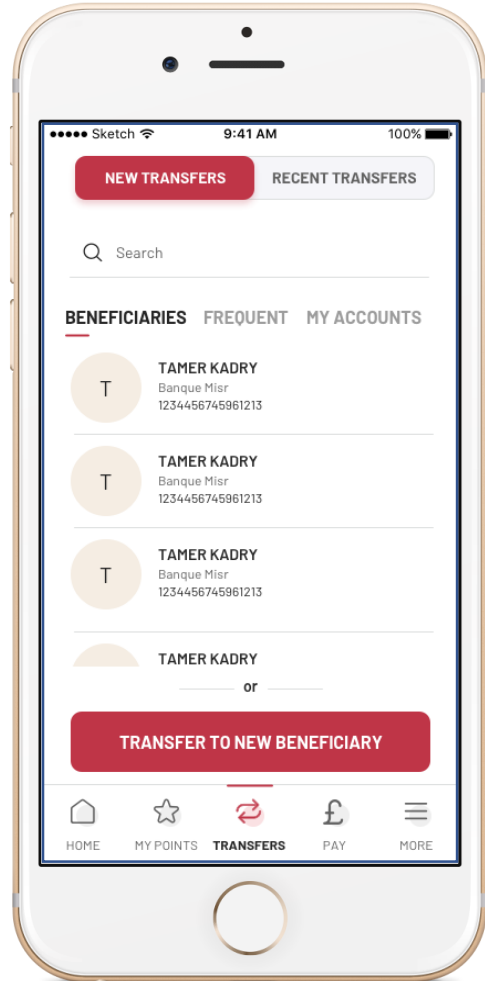 ●●●●● Sketch 9:41 AM 100%
NEW TRANSFERS RECENT TRANSFERS
Search
BENEFICIARIES FREQUENT MY ACCOUNTS
T
TAMER KADRY
Banque Misr
1234456745961213
T
TAMER KADRY
Banque Misr
1234456745961213
T
TAMER KADRY
Banque Misr
1234456745961213
TAMER KADRY
or
TRANSFER TO NEW BENEFICIARY
£
HOME MY POINTS TRANSFERS PAY MORE